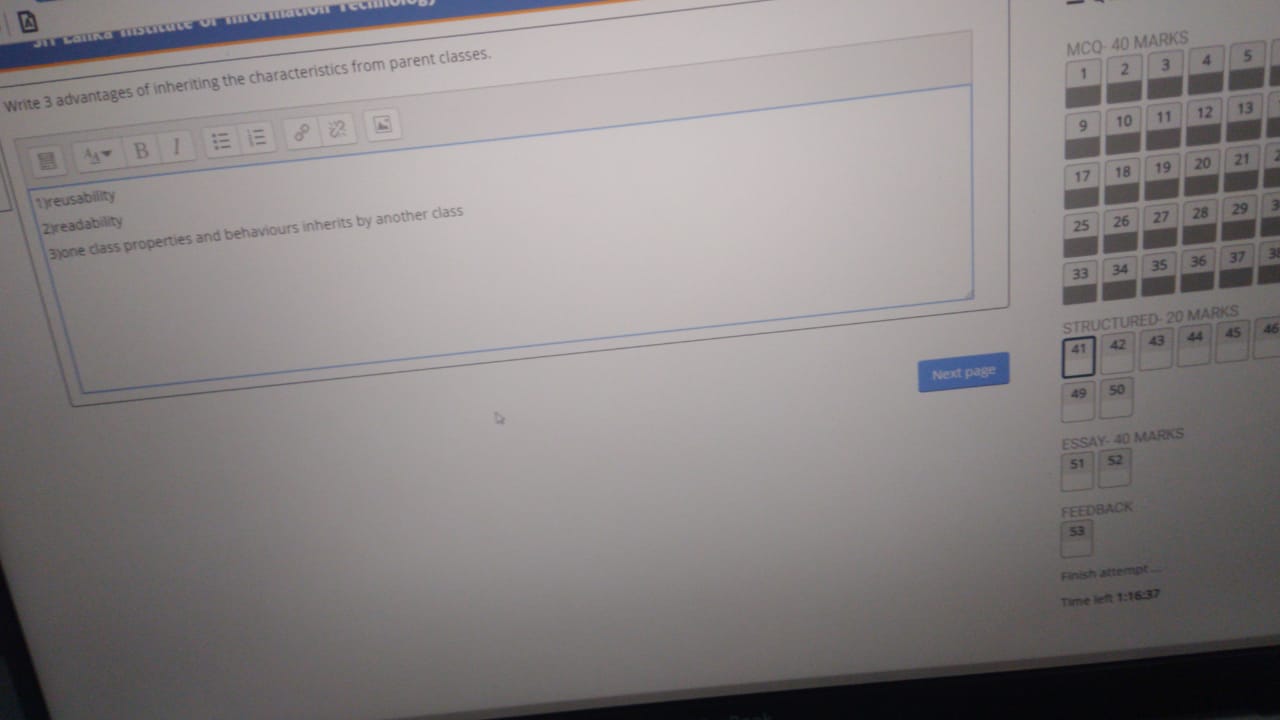 Sri Lanka Institute of Information Technology
Write 3 advantages of inheriting the characteristics from parent classes.
B I
1)reusability
2)readability
3)one class properties and behaviours inherits by another class
Next page
MCQ- 40 MARKS
1 2 3 4 5
9 10 11 12 13
17 18 19 20 21
25 26 27 28 29
33 34 35 36 37 38
STRUCTURED- 20 MARKS
41 42 43 44 45 46
49 50
ESSAY- 40 MARKS
51 52
FEEDBACK
53
Finish attempt ...
Time left 1:16:37